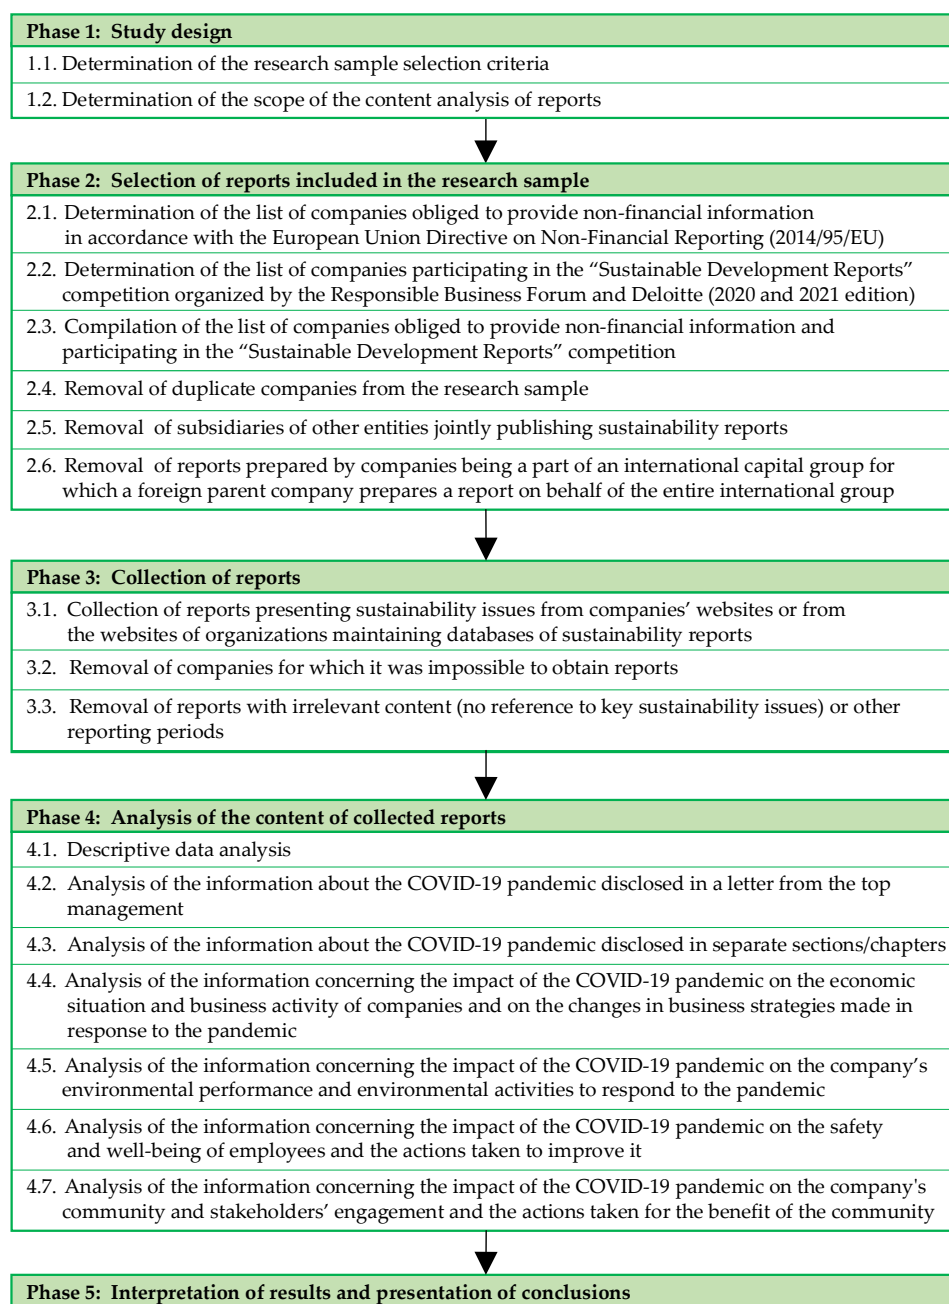 Phase 1: Study design
1.1. Determination of the research sample selection criteria
1.2. Determination of the scope of the content analysis of reports
Phase 2: Selection of reports included in the research sample
2.1. Determination of the list of companies obliged to provide non-financial information
in accordance with the European Union Directive on Non-Financial Reporting (2014/95/EU)
2.2. Determination of the list of companies participating in the “Sustainable Development Reports”
competition organized by the Responsible Business Forum and Deloitte (2020 and 2021 edition)
2.3. Compilation of the list of companies obliged to provide non-financial information and
participating in the “Sustainable Development Reports” competition
2.4. Removal of duplicate companies from the research sample
2.5. Removal of subsidiaries of other entities jointly publishing sustainability reports
2.6. Removal of reports prepared by companies being a part of an international capital group for
which a foreign parent company prepares a report on behalf of the entire international group
Phase 3: Collection of reports
3.1. Collection of reports presenting sustainability issues from companies’ websites or from
the websites of organizations maintaining databases of sustainability reports
3.2. Removal of companies for which it was impossible to obtain reports
3.3. Removal of reports with irrelevant content (no reference to key sustainability issues) or other
reporting periods
Phase 4: Analysis of the content of collected reports
4.1. Descriptive data analysis
4.2. Analysis of the information about the COVID-19 pandemic disclosed in a letter from the top
management
4.3. Analysis of the information about the COVID-19 pandemic disclosed in separate sections/chapters
4.4. Analysis of the information concerning the impact of the COVID-19 pandemic on the economic
situation and business activity of companies and on the changes in business strategies made in
response to the pandemic
4.5. Analysis of the information concerning the impact of the COVID-19 pandemic on the company’s
environmental performance and environmental activities to respond to the pandemic
4.6. Analysis of the information concerning the impact of the COVID-19 pandemic on the safety
and well-being of employees and the actions taken to improve it
4.7. Analysis of the information concerning the impact of the COVID-19 pandemic on the company's
community and stakeholders’ engagement and the actions taken for the benefit of the community
Phase 5: Interpretation of results and presentation of conclusions